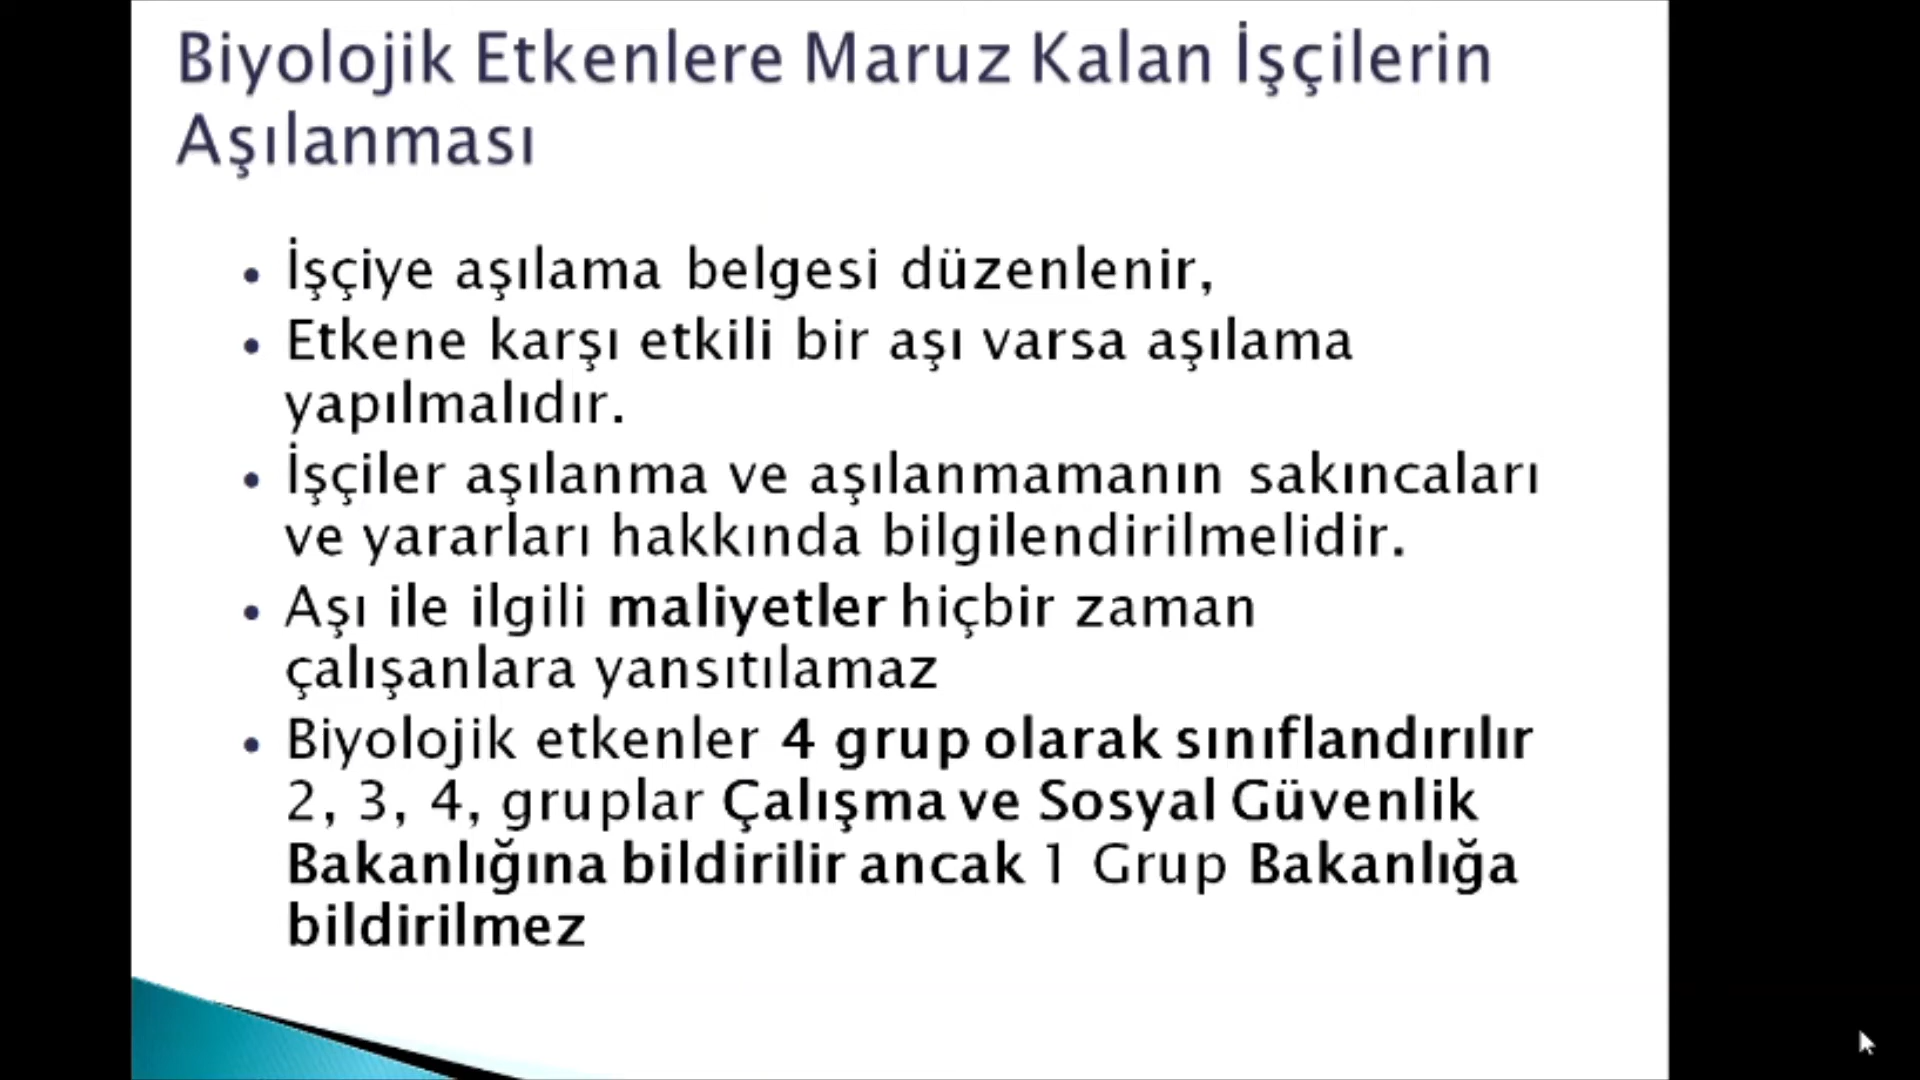 Biyolojik Etkenlere Maruz Kalan İşçilerin
Aşılanması
• İşçiye aşılama belgesi düzenlenir,
• Etkene karşı etkili bir aşı varsa aşılama
yapılmalıdır.
• İşçiler aşılanma ve aşılanmamanın sakıncaları
ve yararları hakkında bilgilendirilmelidir.
• Aşı ile ilgili maliyetler hiçbir zaman
çalışanlara yansıtılamaz
• Biyolojik etkenler 4 grup olarak sınıflandırılır
2, 3, 4, gruplar Çalışma ve Sosyal Güvenlik
Bakanlığına bildirilir ancak 1 Grup Bakanlığa
bildirilmez